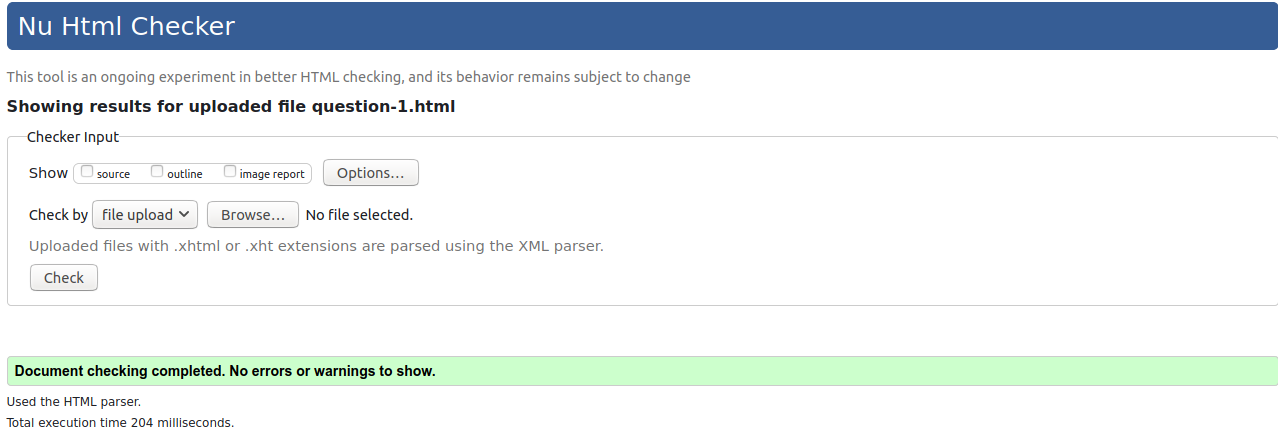 Nu Html Checker
This tool is an ongoing experiment in better HTML checking, and its behavior remains subject to change
Showing results for uploaded file question-1.html
Checker Input
Show source outline image report Options...
Check by file upload Browse... No file selected.
Uploaded files with .xhtml or .xht extensions are parsed using the XML parser.
Check
Document checking completed. No errors or warnings to show.
Used the HTML parser.
Total execution time 204 milliseconds.